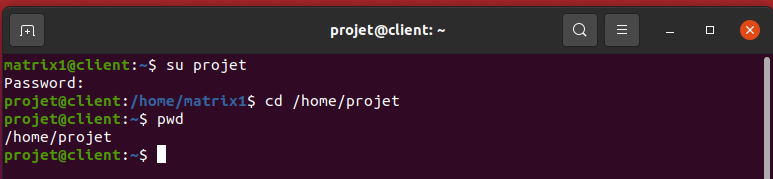 projet@client: ~
matrix1@client:~$ su projet
Password:
projet@client:/home/matrix1$ cd /home/projet
projet@client:~$ pwd
/home/projet
projet@client:~$